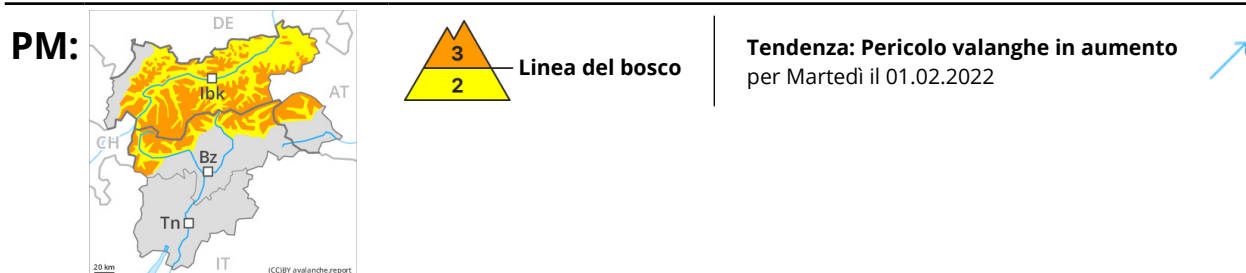 PM:
DE
Ibk
AT
CH
Bz
Tn
IT
20 km
(CC)BY avalanche.report
3
2
Linea del bosco
Tendenza: Pericolo valanghe in aumento
per Martedì il 01.02.2022